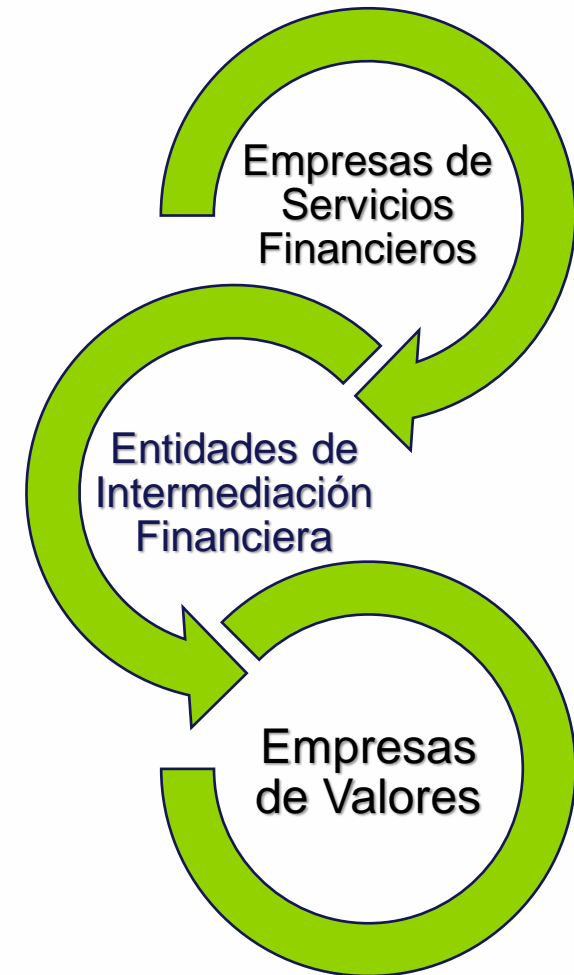 Empresas de
Servicios
Financieros
Entidades de
Intermediación
Financiera
Empresas
de Valores